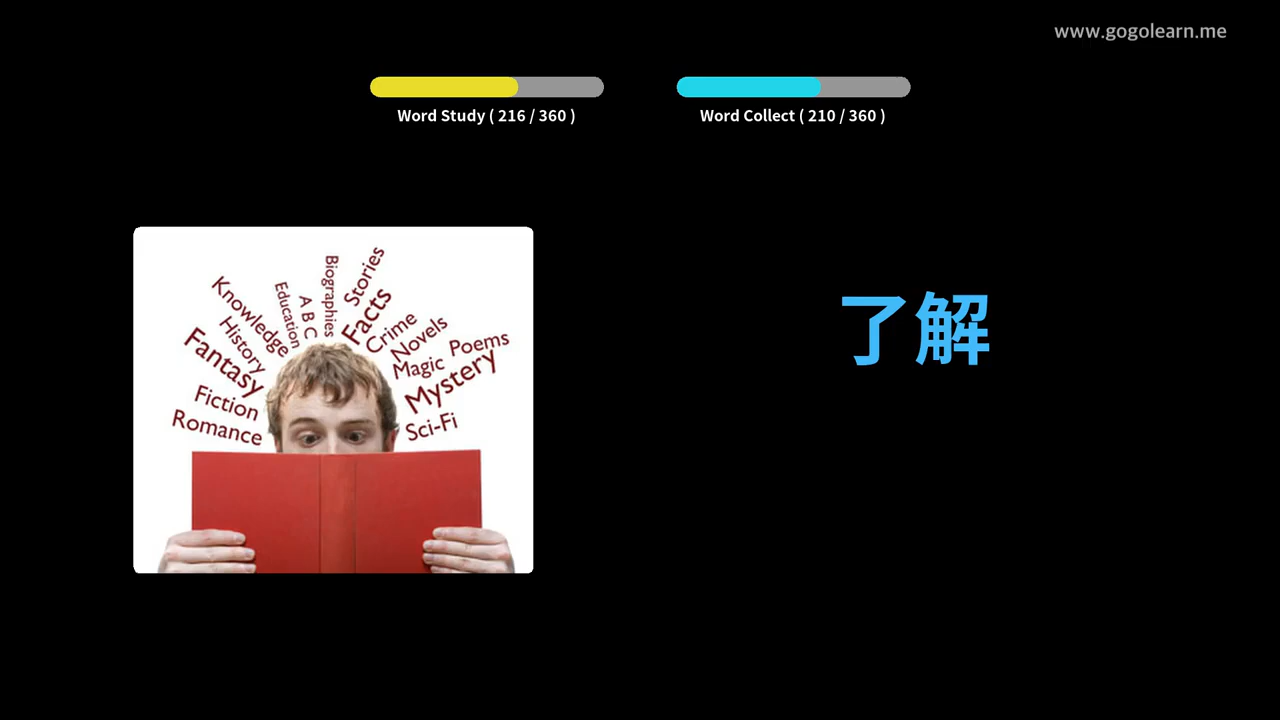 www.gogolearn.me
Word Study ( 216 / 360 )
Word Collect ( 210 / 360 )
了解
Romance
Fiction
Fantasy
History
Knowledge
Education
A B C
Biographies
Stories
Facts
Crime
Novels
Magic
Poems
Mystery
Sci-Fi